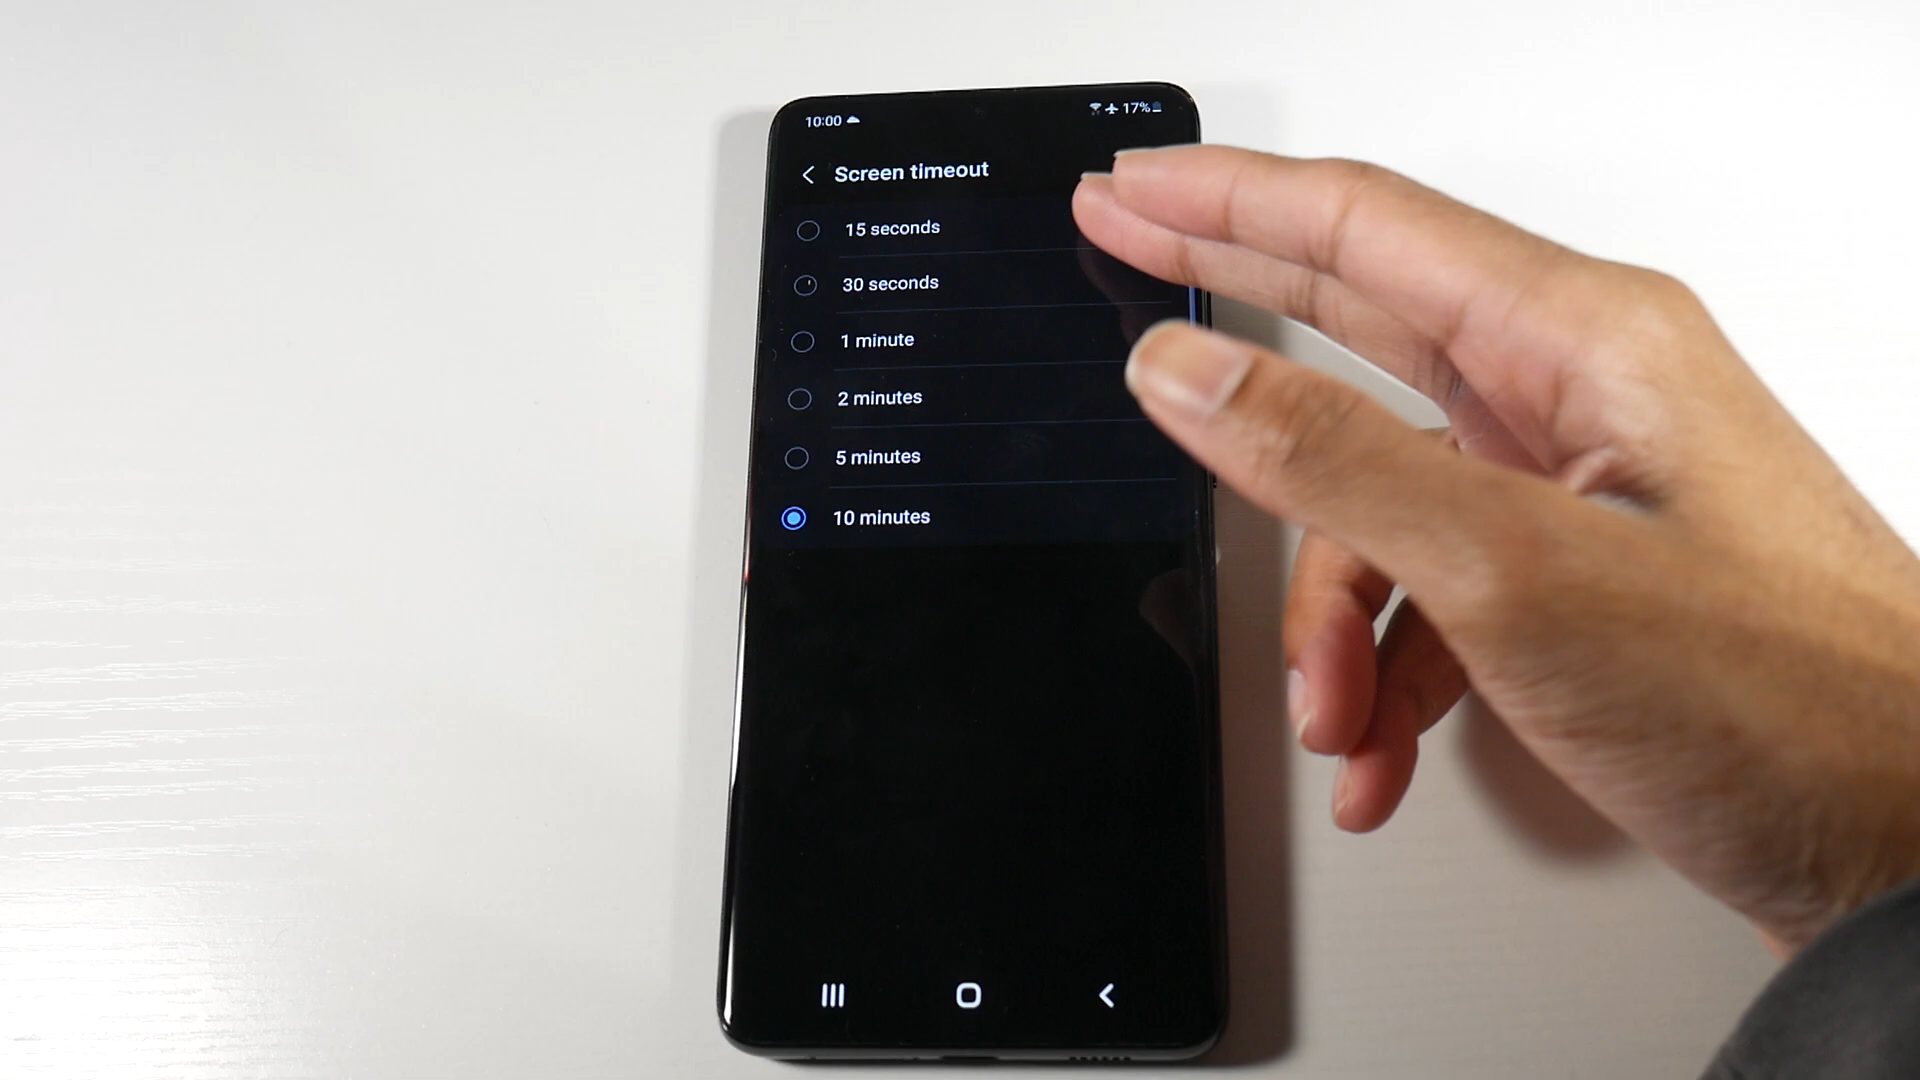 10:00 17%
Screen timeout
15 seconds
30 seconds
1 minute
2 minutes
5 minutes
10 minutes